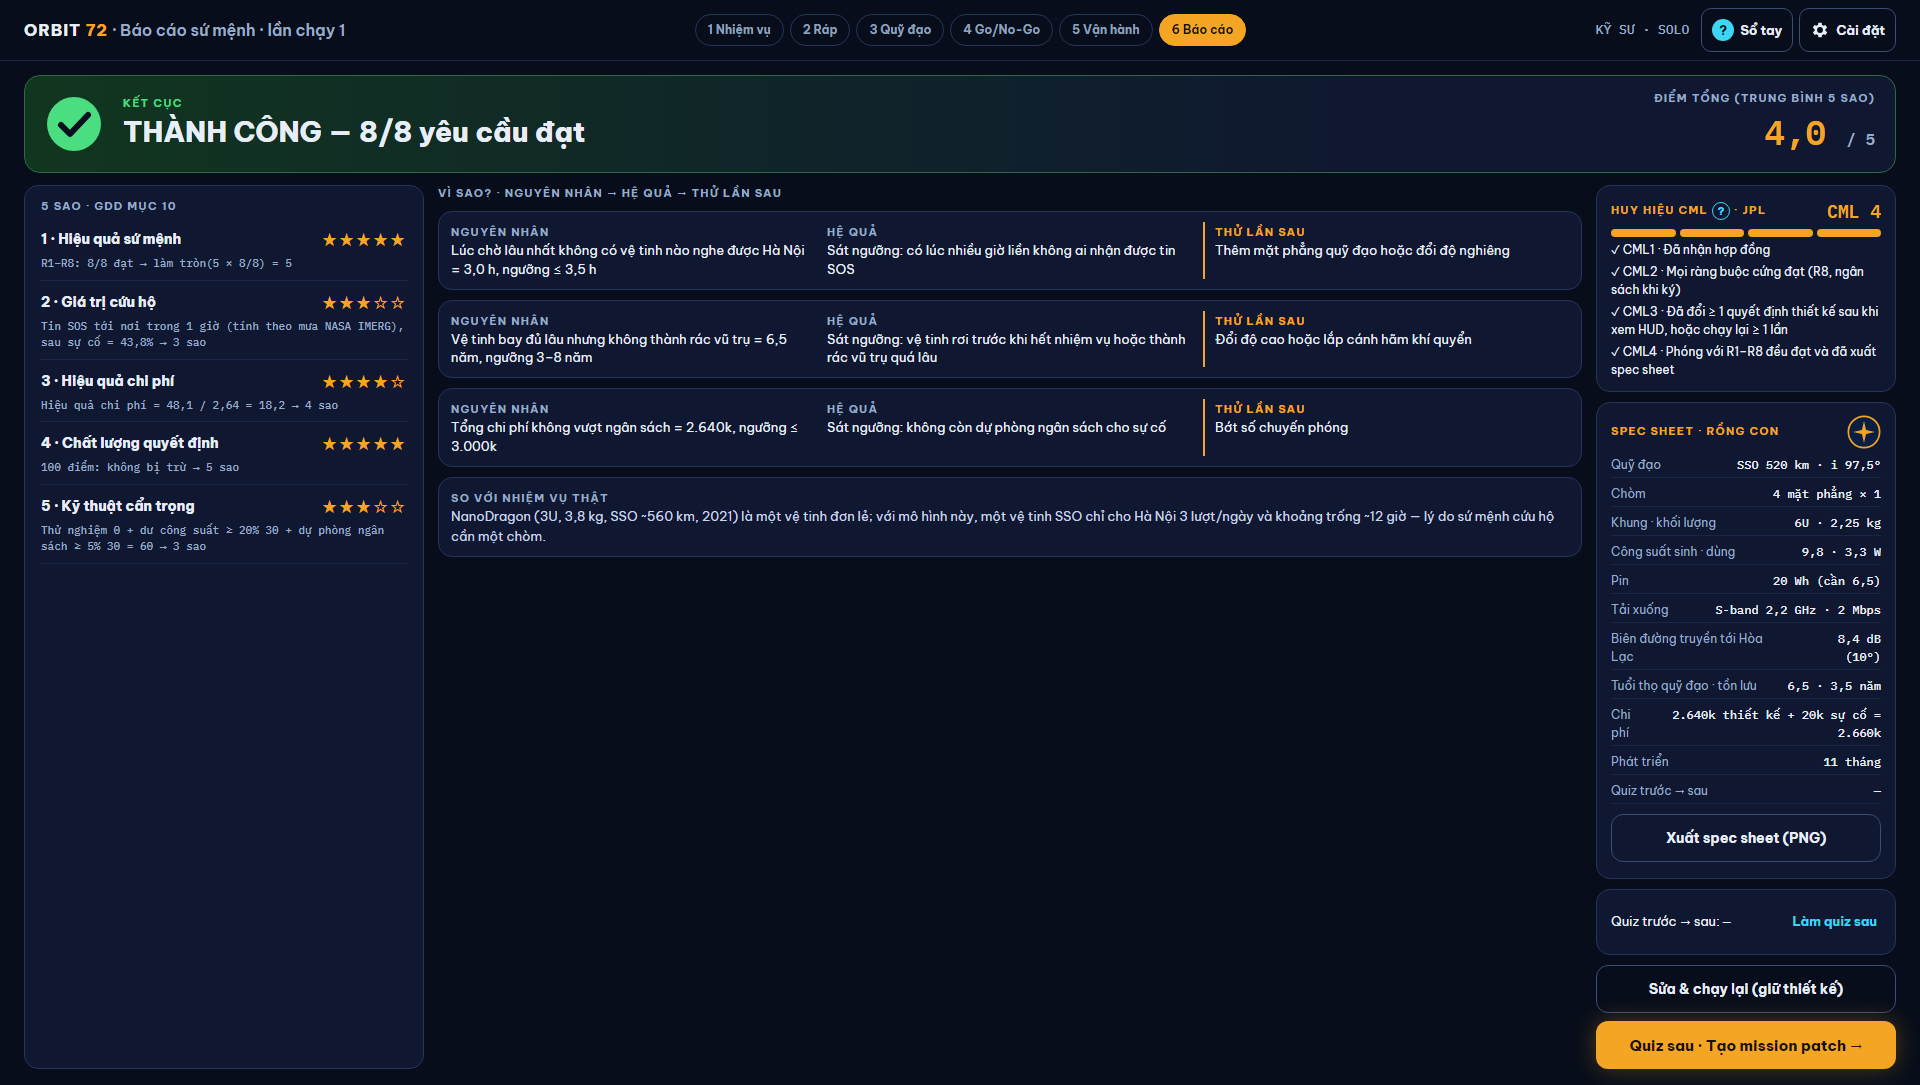 ORBIT 72 · Báo cáo sứ mệnh · lần chạy 1
1 Nhiệm vụ
2 Ráp
3 Quỹ đạo
4 Go/No-Go
5 Vận hành
6 Báo cáo
KỸ SƯ · SOLO
? Sổ tay
Cài đặt
KẾT CỤC
THÀNH CÔNG — 8/8 yêu cầu đạt
ĐIỂM TỔNG (TRUNG BÌNH 5 SAO)
4,0 / 5
5 SAO · GDD MỤC 10
1 · Hiệu quả sứ mệnh ★★★★★
R1–R8: 8/8 đạt → làm tròn(5 × 8/8) = 5
2 · Giá trị cứu hộ ★★★☆☆
Tin SOS tới nơi trong 1 giờ (tính theo mưa NASA IMERG),
sau sự cố = 43,8% → 3 sao
3 · Hiệu quả chi phí ★★★★☆
Hiệu quả chi phí = 48,1 / 2,64 = 18,2 → 4 sao
4 · Chất lượng quyết định ★★★★★
100 điểm: không bị trừ → 5 sao
5 · Kỹ thuật cẩn trọng ★★★☆☆
Thử nghiệm 0 + dư công suất ≥ 20% 30 + dự phòng ngân
sách ≥ 5% 30 = 60 → 3 sao
VÌ SAO? · NGUYÊN NHÂN → HỆ QUẢ → THỬ LẦN SAU
NGUYÊN NHÂN
Lúc chờ lâu nhất không có vệ tinh nào nghe được Hà Nội
= 3,0 h, ngưỡng ≤ 3,5 h
HỆ QUẢ
Sát ngưỡng: có lúc nhiều giờ liền không ai nhận được tin
SOS
THỬ LẦN SAU
Thêm mặt phẳng quỹ đạo hoặc đổi độ nghiêng
NGUYÊN NHÂN
Vệ tinh bay đủ lâu nhưng không thành rác vũ trụ = 6,5
năm, ngưỡng 3–8 năm
HỆ QUẢ
Sát ngưỡng: vệ tinh rơi trước khi hết nhiệm vụ hoặc thành
rác vũ trụ quá lâu
THỬ LẦN SAU
Đổi độ cao hoặc lắp cánh hãm khí quyển
NGUYÊN NHÂN
Tổng chi phí không vượt ngân sách = 2.640k, ngưỡng ≤
3.000k
HỆ QUẢ
Sát ngưỡng: không còn dự phòng ngân sách cho sự cố
THỬ LẦN SAU
Bớt số chuyến phóng
SO VỚI NHIỆM VỤ THẬT
NanoDragon (3U, 3,8 kg, SSO ~560 km, 2021) là một vệ tinh đơn lẻ; với mô hình này, một vệ tinh SSO chỉ cho Hà Nội 3 lượt/ngày và khoảng trống ~12 giờ — lý do sứ mệnh cứu hộ
cần một chòm.
HUY HIỆU CML ? · JPL CML 4
✓ CML1 · Đã nhận hợp đồng
✓ CML2 · Mọi ràng buộc cứng đạt (R8, ngân
sách khi ký)
✓ CML3 · Đã đổi ≥ 1 quyết định thiết kế sau khi
xem HUD, hoặc chạy lại ≥ 1 lần
✓ CML4 · Phóng với R1–R8 đều đạt và đã xuất
spec sheet
SPEC SHEET · RỒNG CON
Quỹ đạo SSO 520 km · i 97,5°
Chòm 4 mặt phẳng × 1
Khung · khối lượng 6U · 2,25 kg
Công suất sinh · dùng 9,8 · 3,3 W
Pin 20 Wh (cần 6,5)
Tải xuống S-band 2,2 GHz · 2 Mbps
Biên đường truyền tới Hòa 8,4 dB
Lạc (10°)
Tuổi thọ quỹ đạo · tồn lưu 6,5 · 3,5 năm
Chi 2.640k thiết kế + 20k sự cố =
phí 2.660k
Phát triển 11 tháng
Quiz trước → sau —
Xuất spec sheet (PNG)
Quiz trước → sau: — Làm quiz sau
Sửa & chạy lại (giữ thiết kế)
Quiz sau · Tạo mission patch →